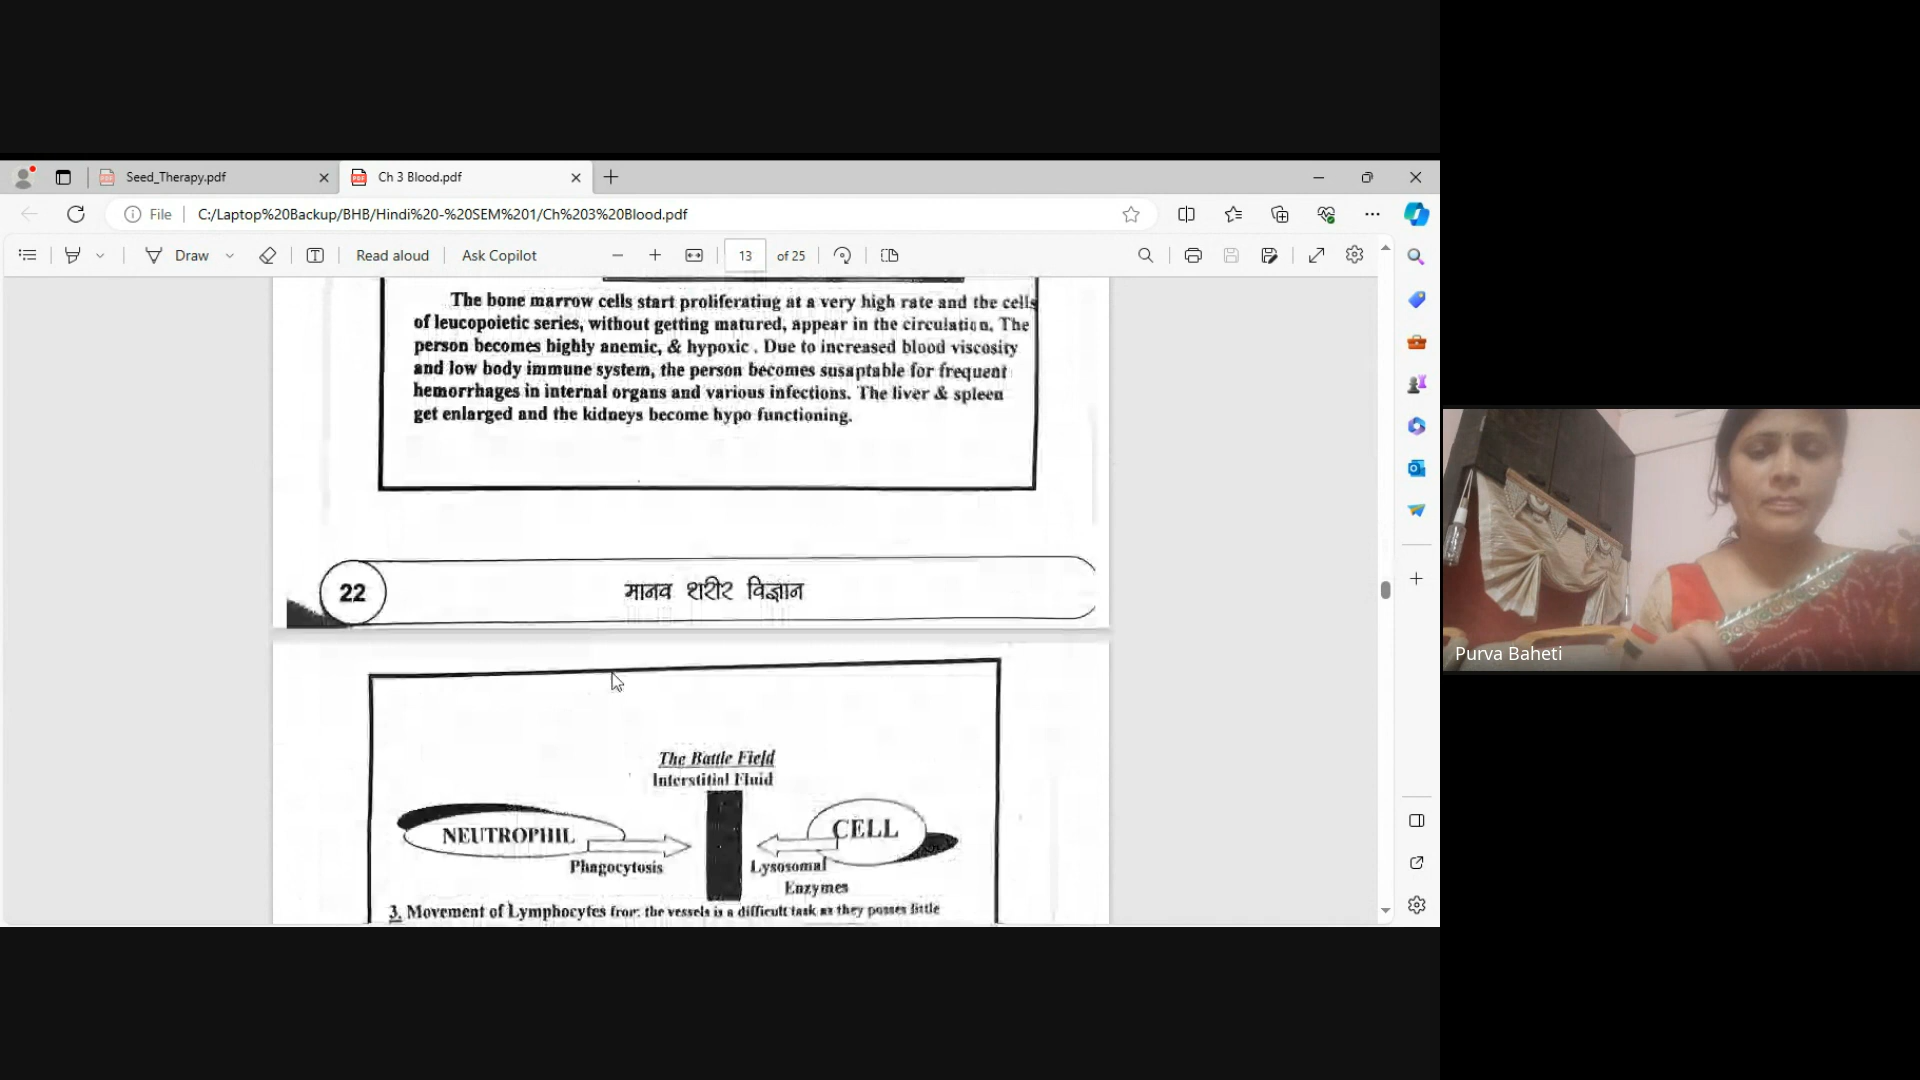 Seed_Therapy.pdf
Ch 3 Blood.pdf
File
C:/Laptop%20Backup/BHB/Hindi%20-%20SEM%201/Ch%203%20Blood.pdf
Draw
Read aloud
Ask Copilot
13
of 25
The bone marrow cells start proliferating at a very high rate and the cells
of leucopoietic series, without getting matured, appear in the circulation. The
person becomes highly anemic, & hypoxic . Due to increased blood viscosity
and low body immune system, the person becomes susaptable for frequent
hemorrhages in internal organs and various infections. The liver & spleen
get enlarged and the kidneys become hypo functioning.
22
मानव शरीर विज्ञान
The Battle Field
Interstitial Fluid
NEUTROPHIL
CELL
Phagocytosis
Lysosomal
Enzymes
3. Movement of Lymphocytes from the vessels is a difficult task as they posses little
Purva Baheti